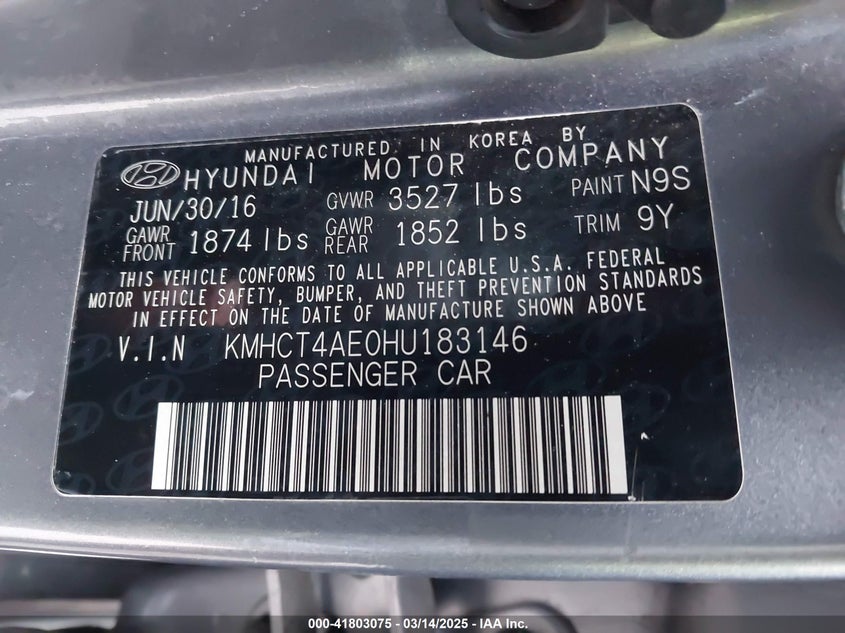 MANUFACTURED IN KOREA BY
HYUNDAI MOTOR COMPANY
JUN/30/16 GVWR 3527 lbs PAINT N9S
GAWR FRONT 1874 lbs GAWR REAR 1852 lbs TRIM 9Y
THIS VEHICLE CONFORMS TO ALL APPLICABLE U.S.A. FEDERAL
MOTOR VEHICLE SAFETY, BUMPER, AND THEFT PREVENTION STANDARDS
IN EFFECT ON THE DATE OF MANUFACTURE SHOWN ABOVE
V.I.N KMHCT4AE0HU183146
PASSENGER CAR
000-41803075 — 03/14/2025 — IAA Inc.